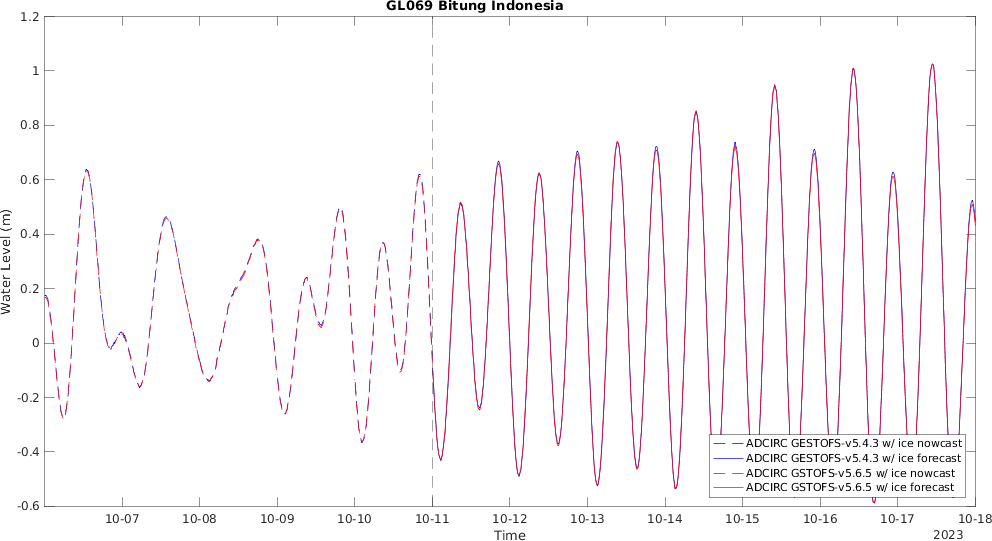 GL069 Bitung Indonesia
1.2
1
0.8
0.6
0.4
0.2
0
-0.2
-0.4
-0.6
Water Level (m)
ADCIRC GESTOFS-v5.4.3 w/ ice nowcast
ADCIRC GESTOFS-v5.4.3 w/ ice forecast
ADCIRC GSTOFS-v5.6.5 w/ ice nowcast
ADCIRC GSTOFS-v5.6.5 w/ ice forecast
10-07 10-08 10-09 10-10 10-11 10-12 10-13 10-14 10-15 10-16 10-17 10-18
Time
2023